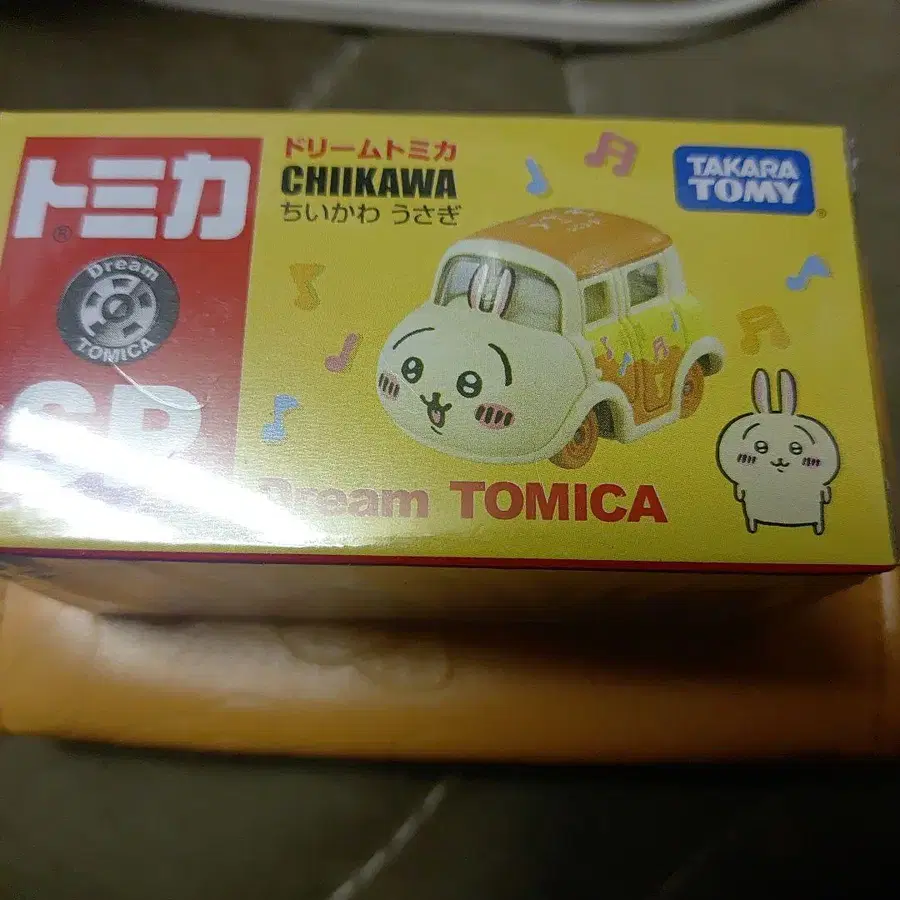 トミカ
®
Dream
TOMICA
SP
ドリームトミカ
CHIIKAWA
ちいかわ うさぎ
TAKARA
TOMY
®
Dream TOMICA